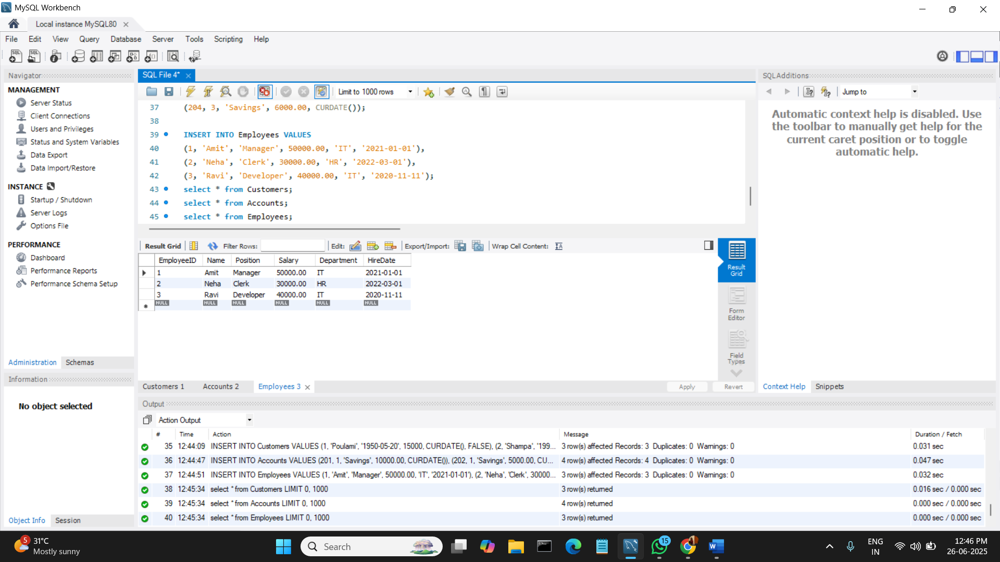 MySQL Workbench
Local instance MySQL80
File Edit View Query Database Server Tools Scripting Help
Navigator
MANAGEMENT
Server Status
Client Connections
Users and Privileges
Status and System Variables
Data Export
Data Import/Restore
INSTANCE
Startup / Shutdown
Server Logs
Options File
PERFORMANCE
Dashboard
Performance Reports
Performance Schema Setup
Administration Schemas
Information
No object selected
Object Info Session
SQL File 4*
Limit to 1000 rows
37 (204, 3, 'Savings', 6000.00, CURDATE());
38
39 INSERT INTO Employees VALUES
40 (1, 'Amit', 'Manager', 50000.00, 'IT', '2021-01-01'),
41 (2, 'Neha', 'Clerk', 30000.00, 'HR', '2022-03-01'),
42 (3, 'Ravi', 'Developer', 40000.00, 'IT', '2020-11-11');
43 select * from Customers;
44 select * from Accounts;
45 select * from Employees;
Result Grid Filter Rows: Edit: Export/Import: Wrap Cell Content:
EmployeeID Name Position Salary Department HireDate
1 Amit Manager 50000.00 IT 2021-01-01
2 Neha Clerk 30000.00 HR 2022-03-01
3 Ravi Developer 40000.00 IT 2020-11-11
NULL NULL NULL NULL NULL NULL
Result
Grid
Form
Editor
Field
Types
Customers 1 Accounts 2 Employees 3
Apply Revert
SQLAdditions
Jump to
Automatic context help is disabled. Use
the toolbar to manually get help for the
current caret position or to toggle
automatic help.
Context Help Snippets
Output
Action Output
# Time Action Message Duration / Fetch
35 12:44:09 INSERT INTO Customers VALUES (1, 'Poulami', '1950-05-20', 15000, CURDATE(), FALSE), (2, 'Shampa', '199... 3 row(s) affected Records: 3 Duplicates: 0 Warnings: 0 0.031 sec
36 12:44:47 INSERT INTO Accounts VALUES (201, 1, 'Savings', 10000.00, CURDATE()), (202, 1, 'Savings', 5000.00, CU... 4 row(s) affected Records: 4 Duplicates: 0 Warnings: 0 0.047 sec
37 12:44:51 INSERT INTO Employees VALUES (1, 'Amit', 'Manager', 50000.00, 'IT', '2021-01-01'), (2, 'Neha', 'Clerk', 30000... 3 row(s) affected Records: 3 Duplicates: 0 Warnings: 0 0.032 sec
38 12:45:34 select * from Customers LIMIT 0, 1000 3 row(s) returned 0.016 sec / 0.000 sec
39 12:45:34 select * from Accounts LIMIT 0, 1000 4 row(s) returned 0.000 sec / 0.000 sec
40 12:45:34 select * from Employees LIMIT 0, 1000 3 row(s) returned 0.000 sec / 0.000 sec
5
31°C
Mostly sunny
Search
15
ENG
IN
12:46 PM
26-06-2025